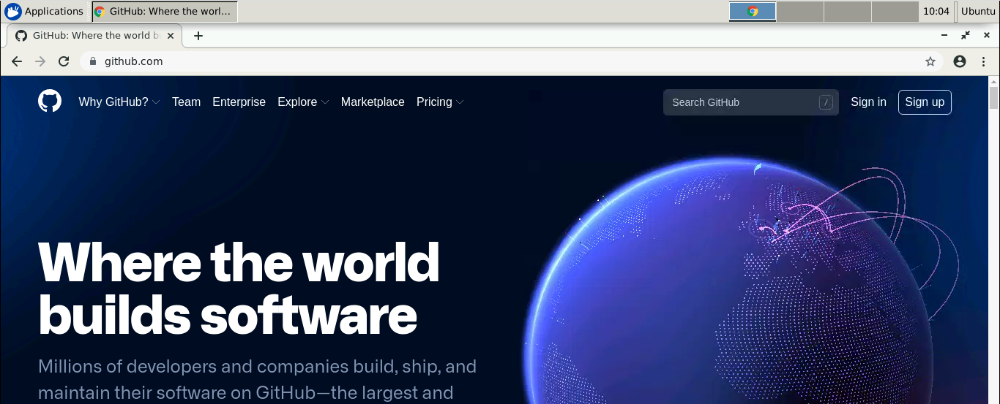 Applications GitHub: Where the worl... 10:04 Ubuntu
GitHub: Where the world b
github.com
Why GitHub? Team Enterprise Explore Marketplace Pricing Search GitHub / Sign in Sign up
Where the world
builds software
Millions of developers and companies build, ship, and
maintain their software on GitHub—the largest and